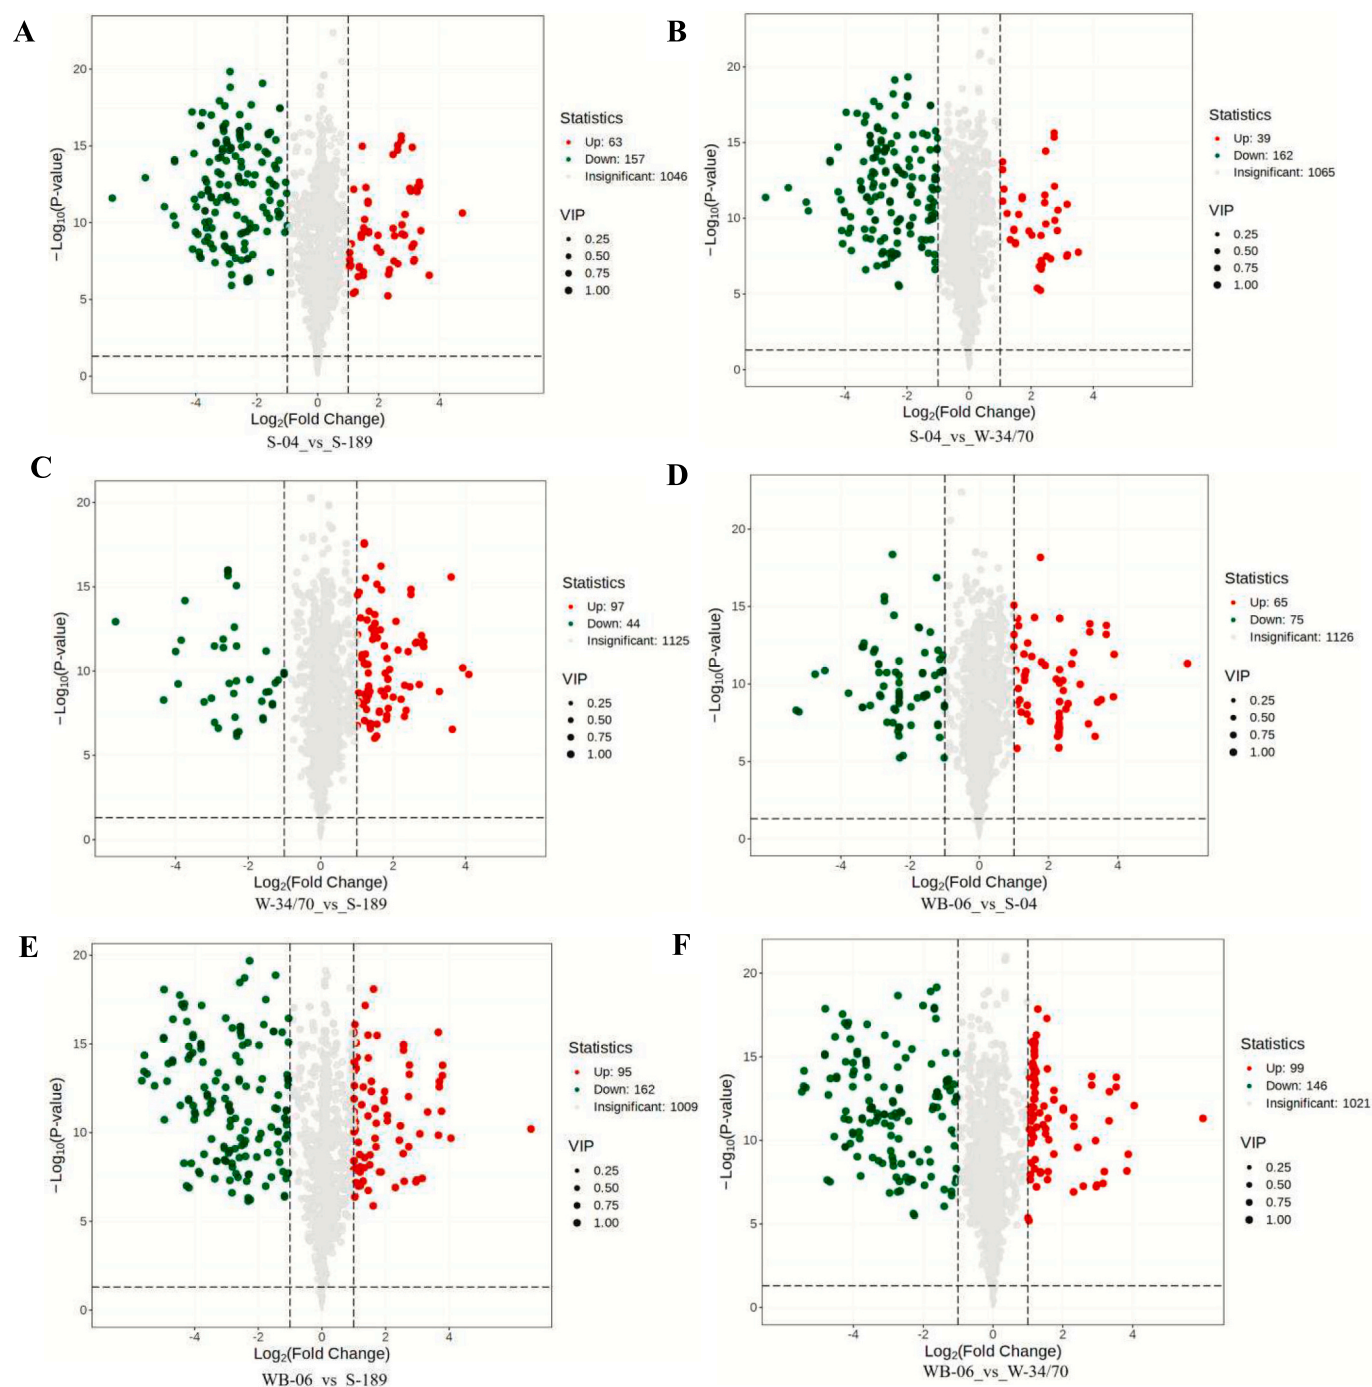 A
−Log₁₀(P-value)
20
15
10
5
0
-4 -2 0 2 4
Log₂(Fold Change)
S-04_vs_S-189
Statistics
Up: 63
Down: 157
Insignificant: 1046
VIP
0.25
0.50
0.75
1.00
B
−Log₁₀(P-value)
20
15
10
5
0
-4 -2 0 2 4
Log₂(Fold Change)
S-04_vs_W-34/70
Statistics
Up: 39
Down: 162
Insignificant: 1065
VIP
0.25
0.50
0.75
1.00
C
−Log₁₀(P-value)
20
15
10
5
0
-4 -2 0 2 4
Log₂(Fold Change)
W-34/70_vs_S-189
Statistics
Up: 97
Down: 44
Insignificant: 1125
VIP
0.25
0.50
0.75
1.00
D
−Log₁₀(P-value)
20
15
10
5
0
-4 -2 0 2 4
Log₂(Fold Change)
WB-06_vs_S-04
Statistics
Up: 65
Down: 75
Insignificant: 1126
VIP
0.25
0.50
0.75
1.00
E
−Log₁₀(P-value)
20
15
10
5
0
-4 -2 0 2 4
Log₂(Fold Change)
WB-06_vs_S-189
Statistics
Up: 95
Down: 162
Insignificant: 1009
VIP
0.25
0.50
0.75
1.00
F
−Log₁₀(P-value)
20
15
10
5
0
-4 -2 0 2 4
Log₂(Fold Change)
WB-06_vs_W-34/70
Statistics
Up: 99
Down: 146
Insignificant: 1021
VIP
0.25
0.50
0.75
1.00